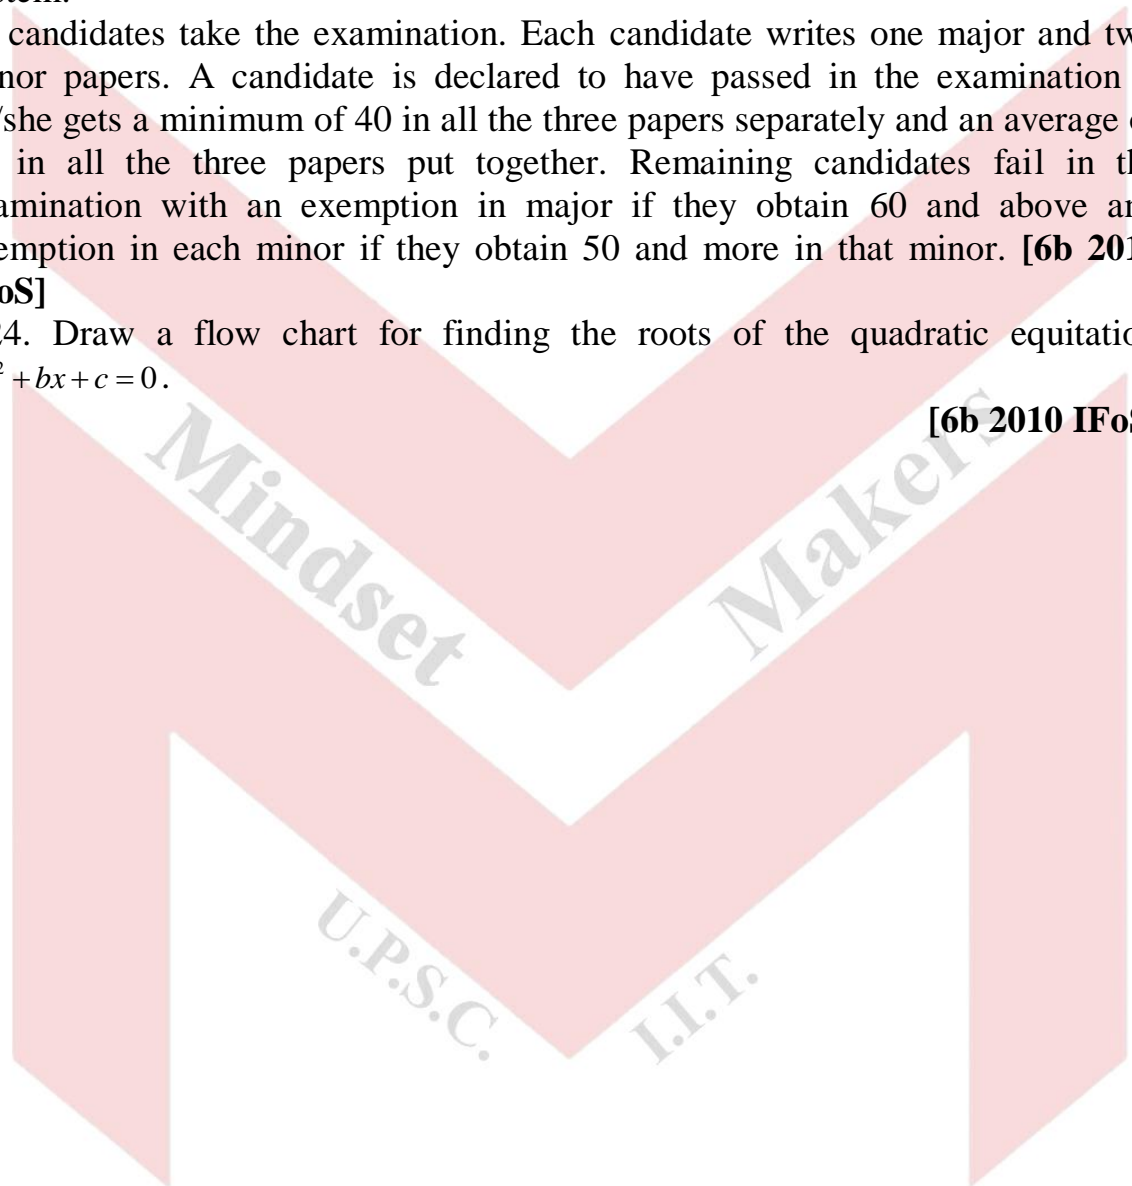 candidates take the examination. Each candidate writes one major and tw
nor papers. A candidate is declared to have passed in the examination
/she gets a minimum of 40 in all the three papers separately and an average
in all the three papers put together. Remaining candidates fail in th
amination with an exemption in major if they obtain 60 and above an
emption in each minor if they obtain 50 and more in that minor. [6b 201
oS]
4. Draw a flow chart for finding the roots of the quadratic equitatio
² + bx + c = 0.
[6b 2010 IFoS
Mindset
Makers
U.P.S.C.
I.I.T.